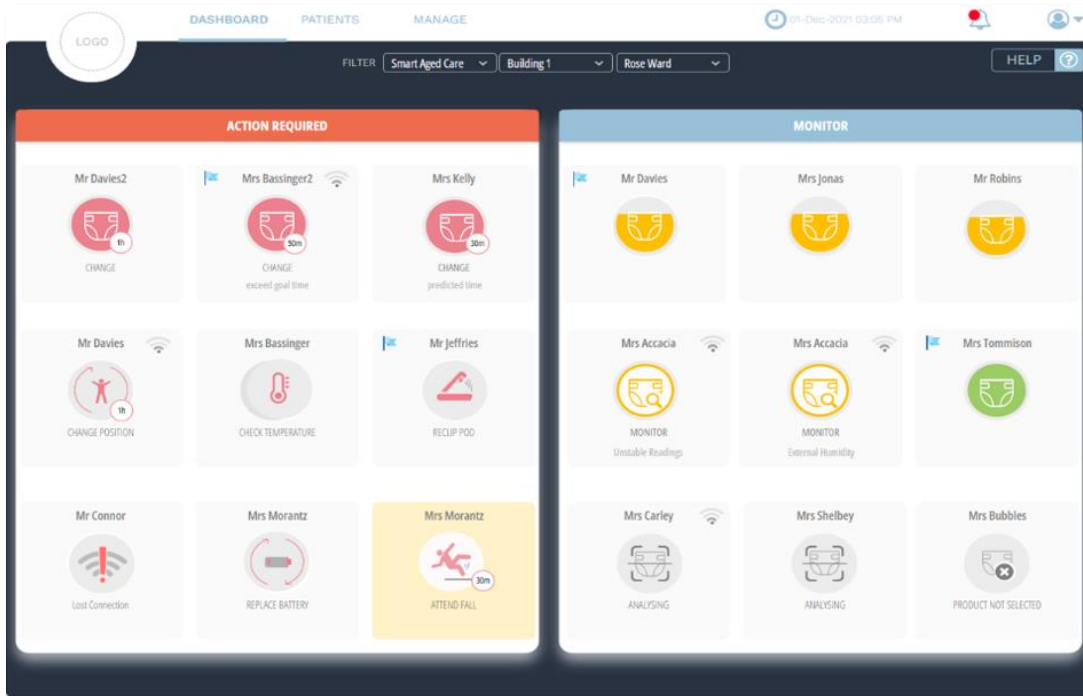 LOGO
DASHBOARD
PATIENTS
MANAGE
01-Dec-2021 03:05 PM
FILTER
Smart Aged Care
Building 1
Rose Ward
HELP
?
ACTION REQUIRED
Mr Davies2
1h
CHANGE
Mrs Bassinger2
50m
CHANGE
exceed goal time
Mrs Kelly
30m
CHANGE
predicted time
Mr Davies
1h
CHANGE POSITION
Mrs Bassinger
CHECK TEMPERATURE
Mr Jeffries
RECLIP POD
Mr Connor
Lost Connection
Mrs Morantz
REPLACE BATTERY
Mrs Morantz
30m
ATTEND FALL
MONITOR
Mr Davies
Mrs Jonas
Mr Robins
Mrs Accacia
MONITOR
Unstable Readings
Mrs Accacia
MONITOR
External Humidity
Mrs Tommison
Mrs Carley
ANALYSING
Mrs Shelbey
ANALYSING
Mrs Bubbles
PRODUCT NOT SELECTED